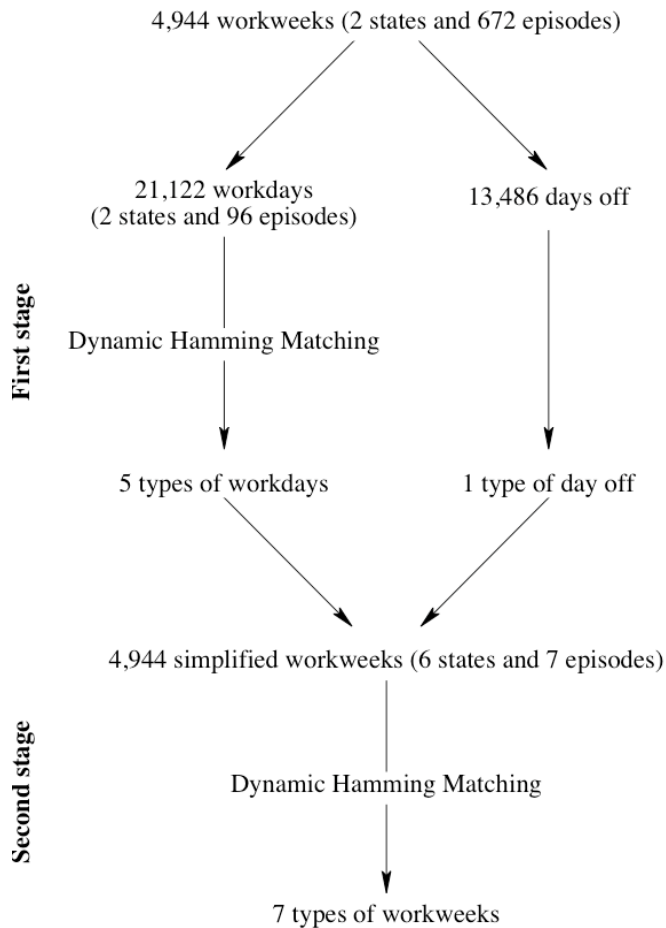 4,944 workweeks (2 states and 672 episodes)
21,122 workdays
(2 states and 96 episodes)
13,486 days off
First stage
Dynamic Hamming Matching
5 types of workdays
1 type of day off
4,944 simplified workweeks (6 states and 7 episodes)
Second stage
Dynamic Hamming Matching
7 types of workweeks